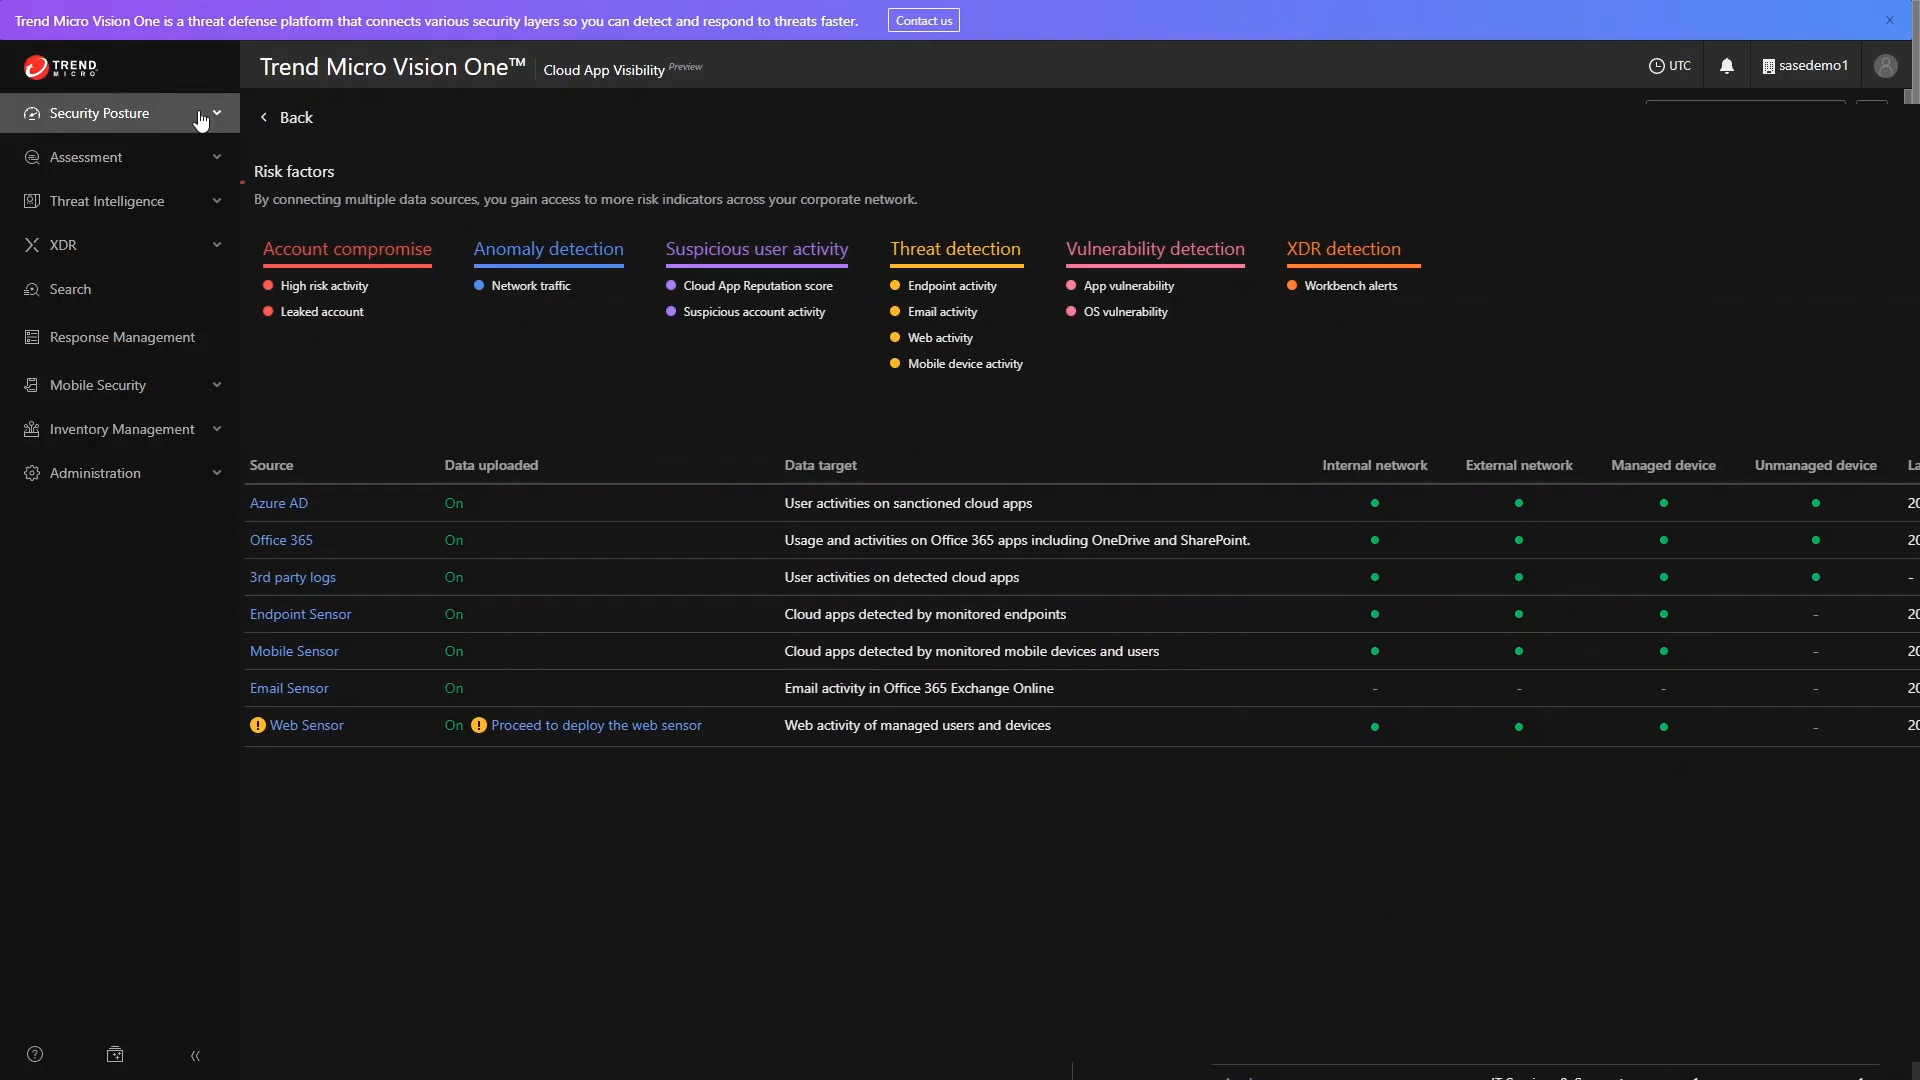 Trend Micro Vision One is a threat defense platform that connects various security layers so you can detect and respond to threats faster. Contact us
TREND MICRO
Trend Micro Vision One™ Cloud App Visibility Preview
UTC
sasedemo1
Security Posture
Assessment
Threat Intelligence
XDR
Search
Response Management
Mobile Security
Inventory Management
Administration
Back
Risk factors
By connecting multiple data sources, you gain access to more risk indicators across your corporate network.
Account compromise
High risk activity
Leaked account
Anomaly detection
Network traffic
Suspicious user activity
Cloud App Reputation score
Suspicious account activity
Threat detection
Endpoint activity
Email activity
Web activity
Mobile device activity
Vulnerability detection
App vulnerability
OS vulnerability
XDR detection
Workbench alerts
Source Data uploaded Data target Internal network External network Managed device Unmanaged device La
Azure AD On User activities on sanctioned cloud apps 20
Office 365 On Usage and activities on Office 365 apps including OneDrive and SharePoint. 20
3rd party logs On User activities on detected cloud apps -
Endpoint Sensor On Cloud apps detected by monitored endpoints - 20
Mobile Sensor On Cloud apps detected by monitored mobile devices and users - 20
Email Sensor On Email activity in Office 365 Exchange Online - - - - 20
Web Sensor On Proceed to deploy the web sensor Web activity of managed users and devices - 20